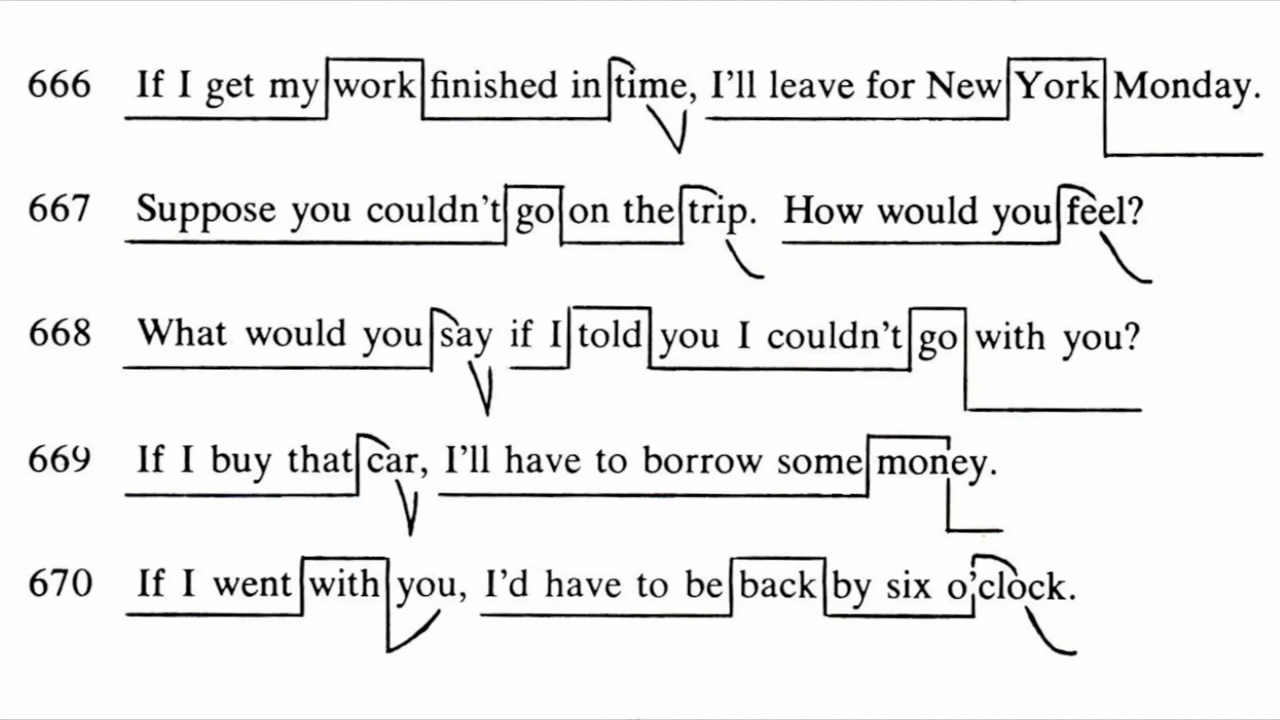 666 If I get my work finished in time, I'll leave for New York Monday.
667 Suppose you couldn't go on the trip. How would you feel?
668 What would you say if I told you I couldn't go with you?
669 If I buy that car, I'll have to borrow some money.
670 If I went with you, I'd have to be back by six o'clock.